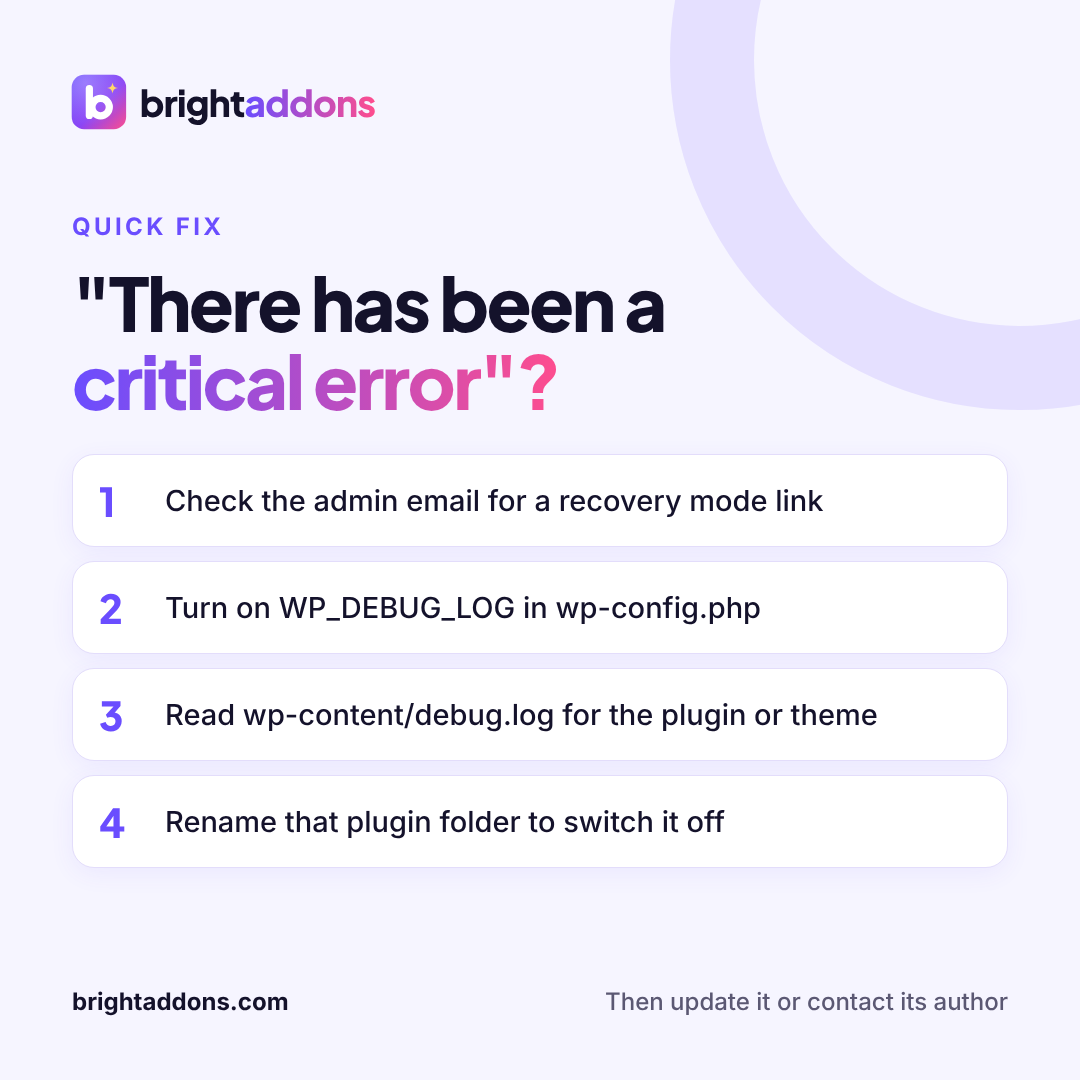 brightaddons
QUICK FIX
"There has been a
critical error"?
1 Check the admin email for a recovery mode link
2 Turn on WP_DEBUG_LOG in wp-config.php
3 Read wp-content/debug.log for the plugin or theme
4 Rename that plugin folder to switch it off
brightaddons.com
Then update it or contact its author